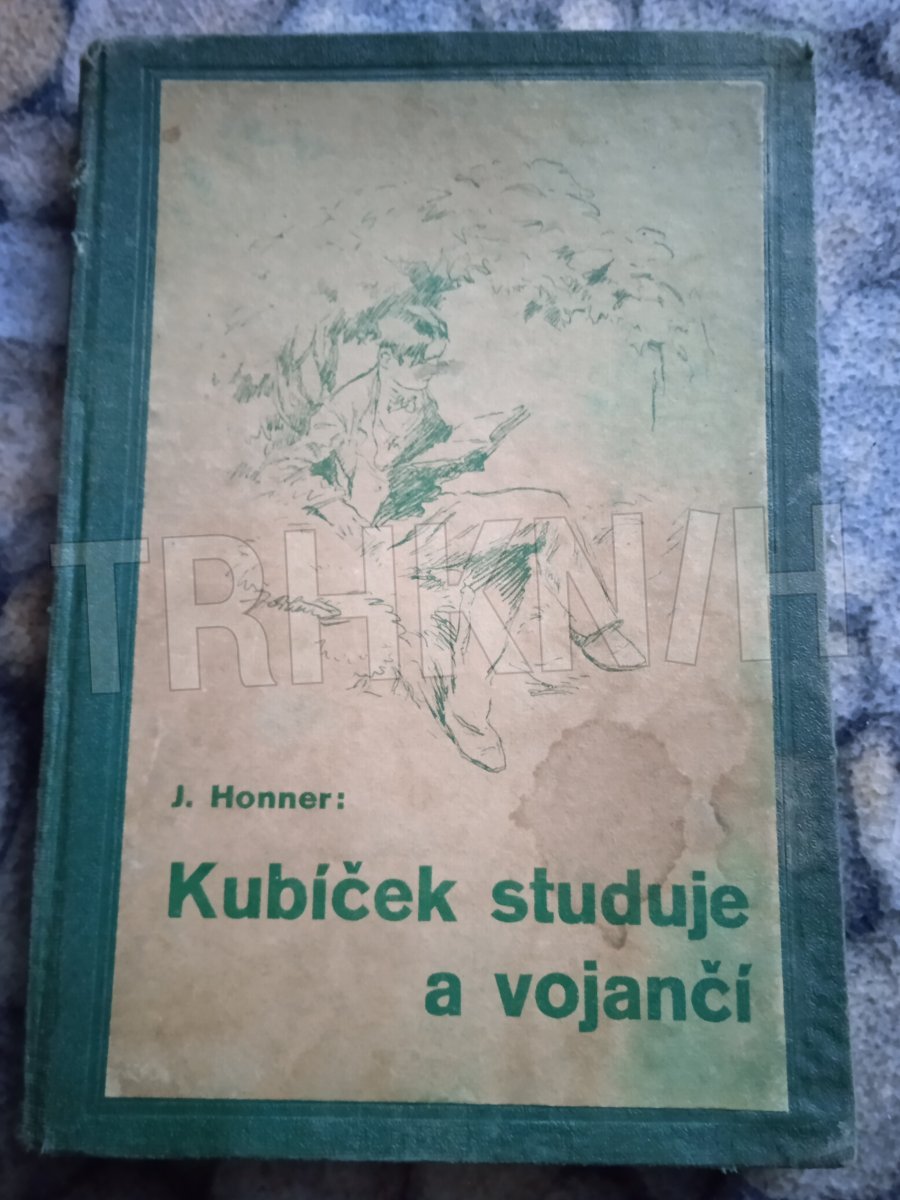 TRHKNIH
J. Honner:
Kubíček studuje
a vojančí